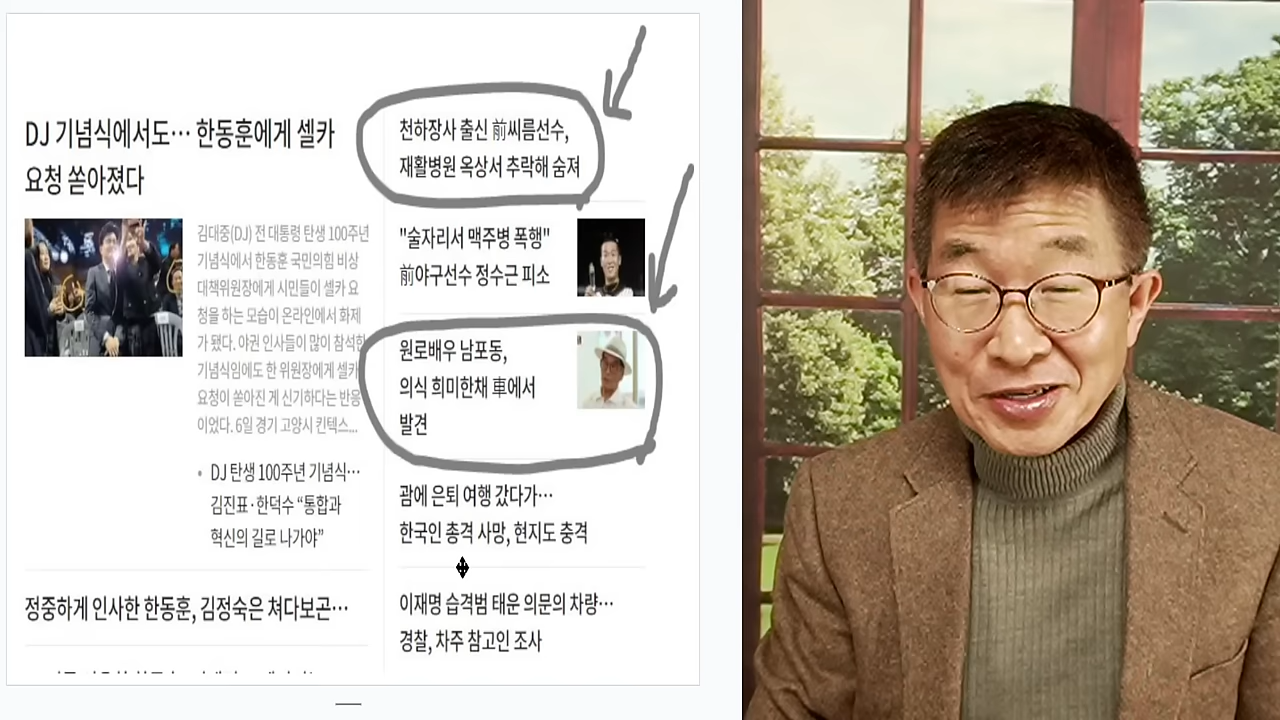 DJ 기념식에서도… 한동훈에게 셀카
요청 쏟아졌다
김대중(DJ) 전 대통령 탄생 100주년
기념식에서 한동훈 국민의힘 비상
대책위원장에게 시민들이 셀카 요
청을 하는 모습이 온라인에서 화제
가 됐다. 야권 인사들이 많이 참석한
기념식임에도 한 위원장에게 셀카
요청이 쏟아진 게 신기하다는 반응
이었다. 6일 경기 고양시 킨텍스...
• DJ 탄생 100주년 기념식…
김진표·한덕수 “통합과
혁신의 길로 나가야”
정중하게 인사한 한동훈, 김정숙은 쳐다보곤…
천하장사 출신 前씨름선수,
재활병원 옥상서 추락해 숨져
"술자리서 맥주병 폭행"
前야구선수 정수근 피소
원로배우 남포동,
의식 희미한채 車에서
발견
괌에 은퇴 여행 갔다가…
한국인 총격 사망, 현지도 충격
이재명 습격범 태운 의문의 차량…
경찰, 차주 참고인 조사